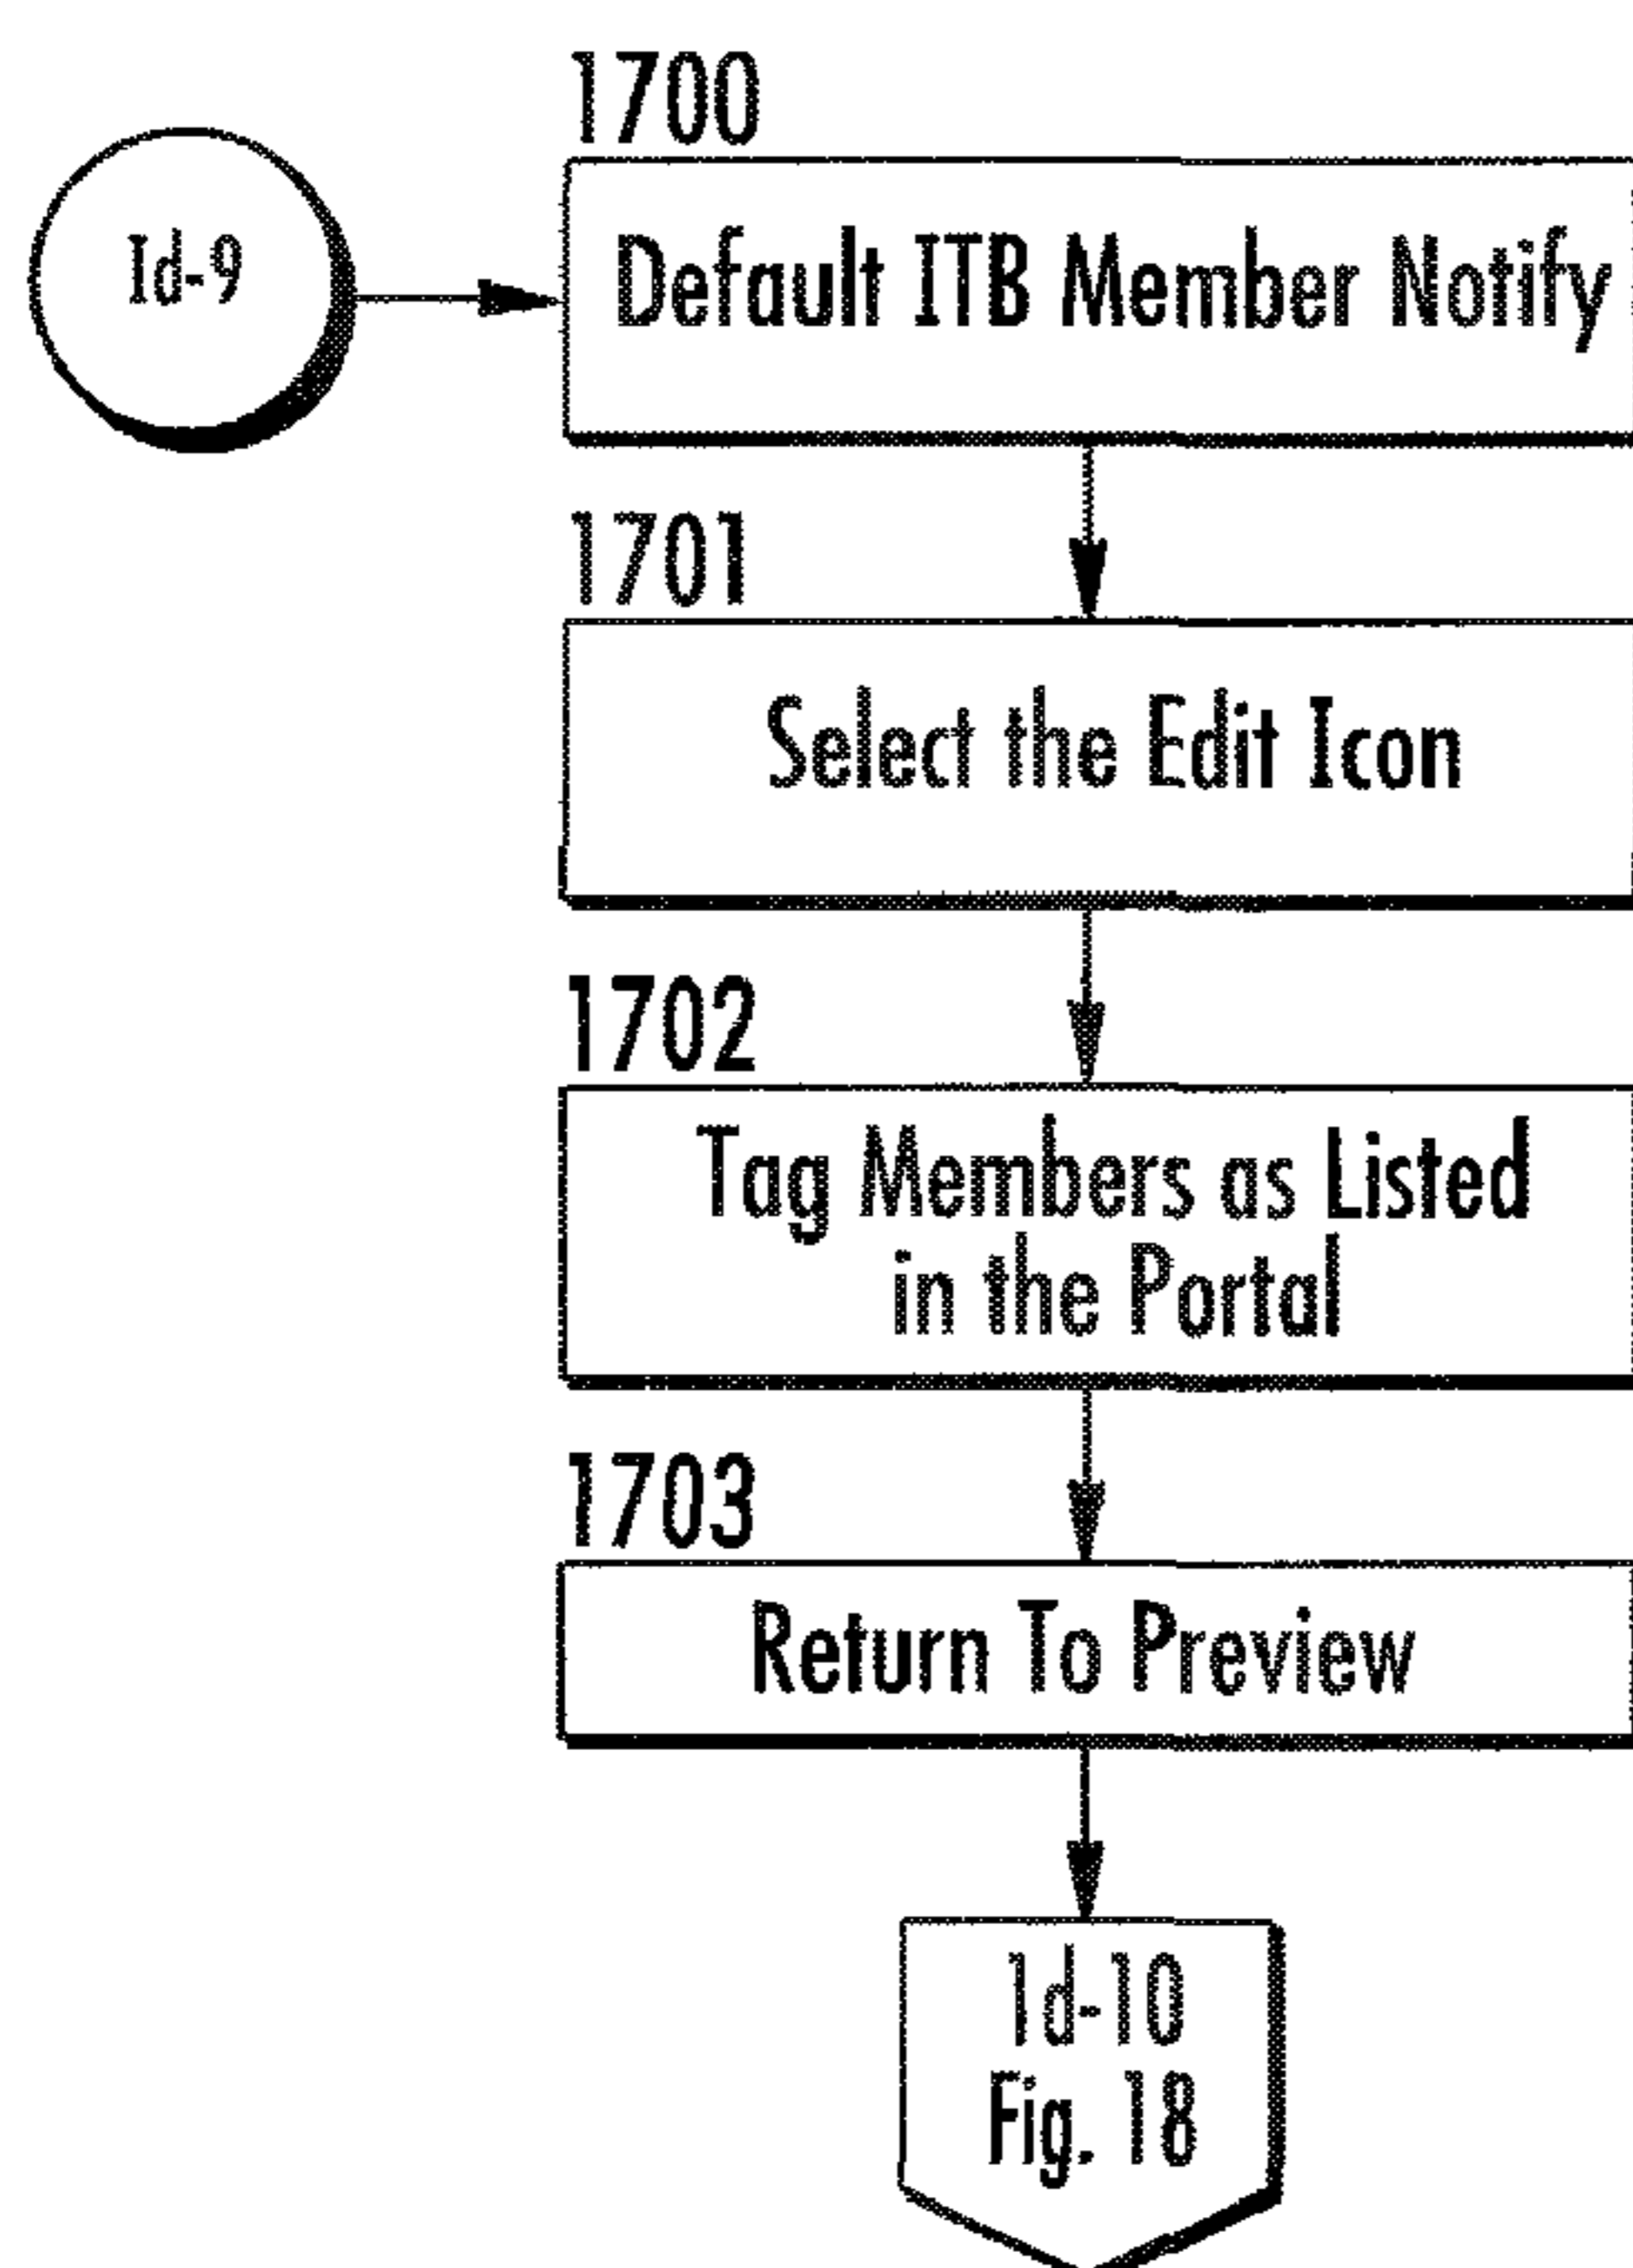 1700
Id-9
Default ITB Member Notify
1701
Select the Edit Icon
1702
Tag Members as Listed
in the Portal
1703
Return To Preview
1d-10
Fig. 18